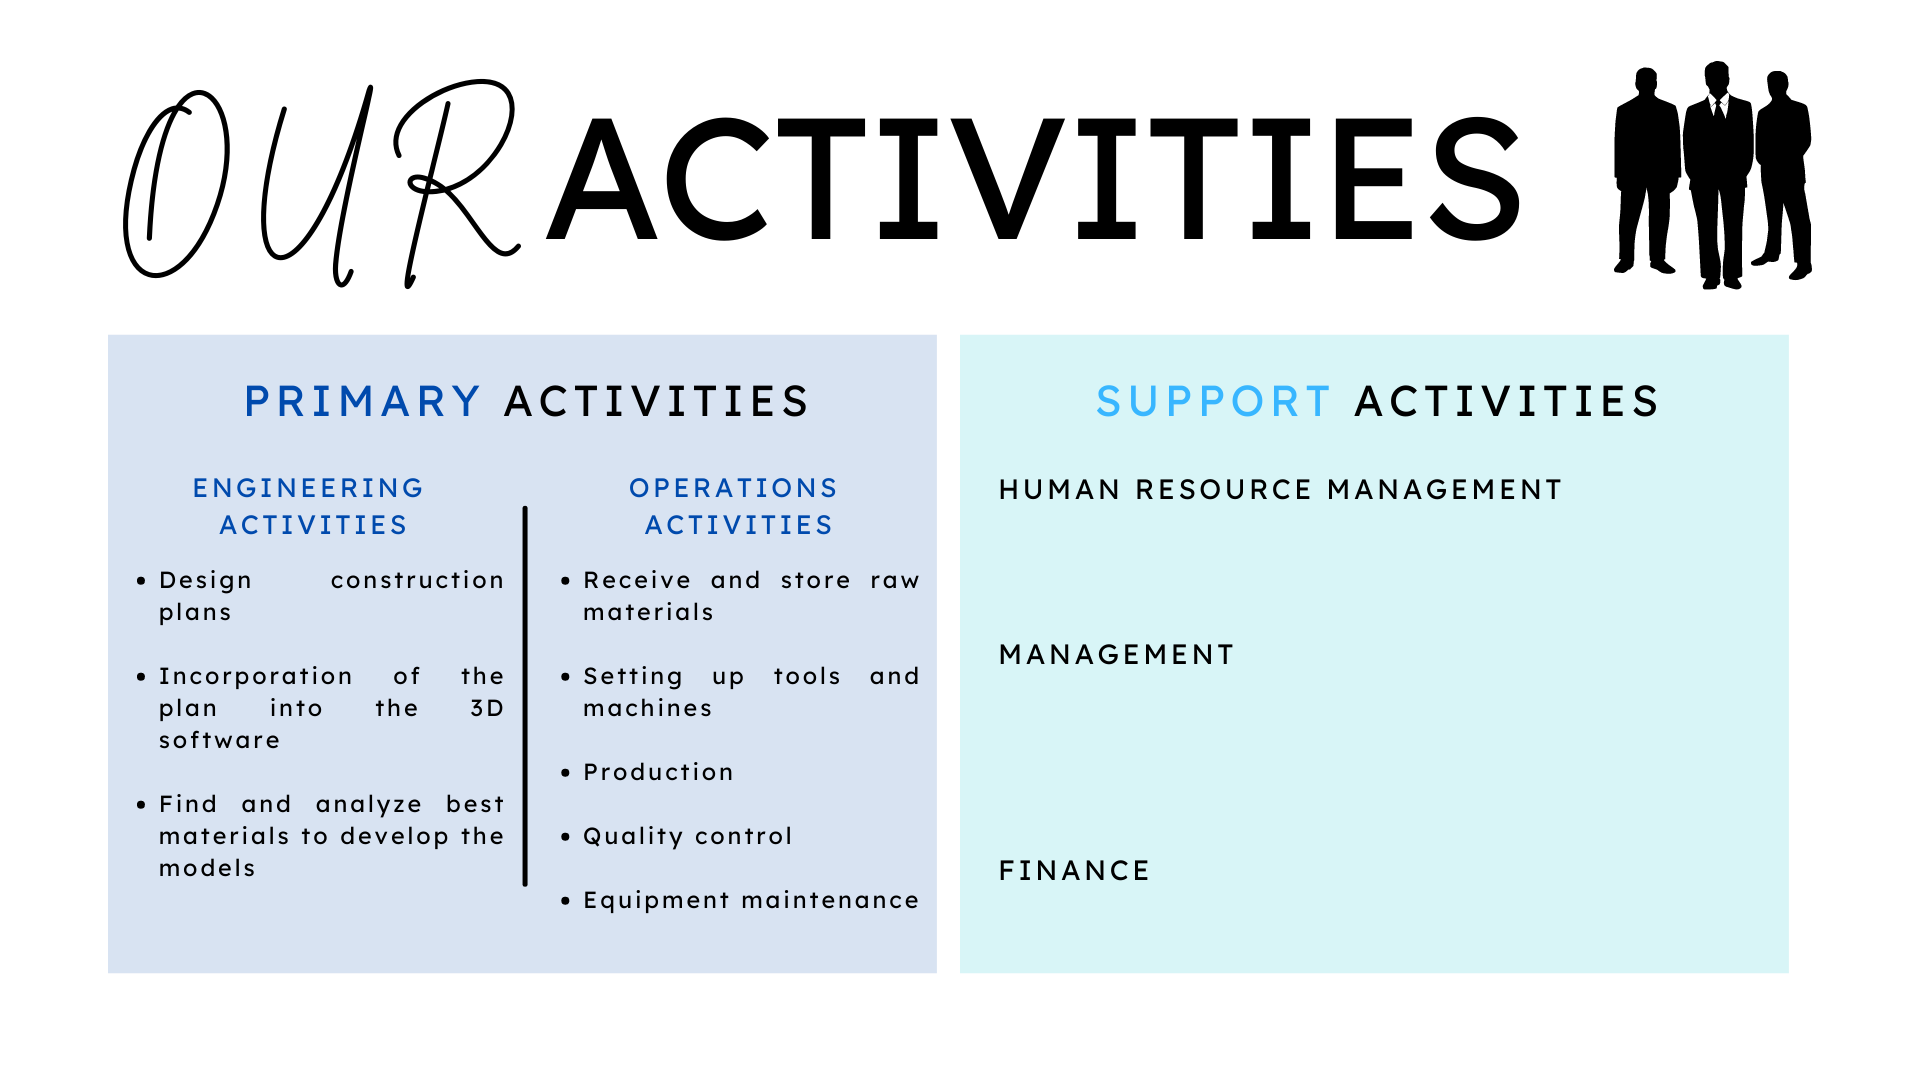 OUR ACTIVITIES
PRIMARY ACTIVITIES
ENGINEERING
ACTIVITIES
• Design construction
plans
• Incorporation of the
plan into the 3D
software
• Find and analyze best
materials to develop the
models
OPERATIONS
ACTIVITIES
• Receive and store raw
materials
• Setting up tools and
machines
• Production
• Quality control
• Equipment maintenance
SUPPORT ACTIVITIES
HUMAN RESOURCE MANAGEMENT
MANAGEMENT
FINANCE